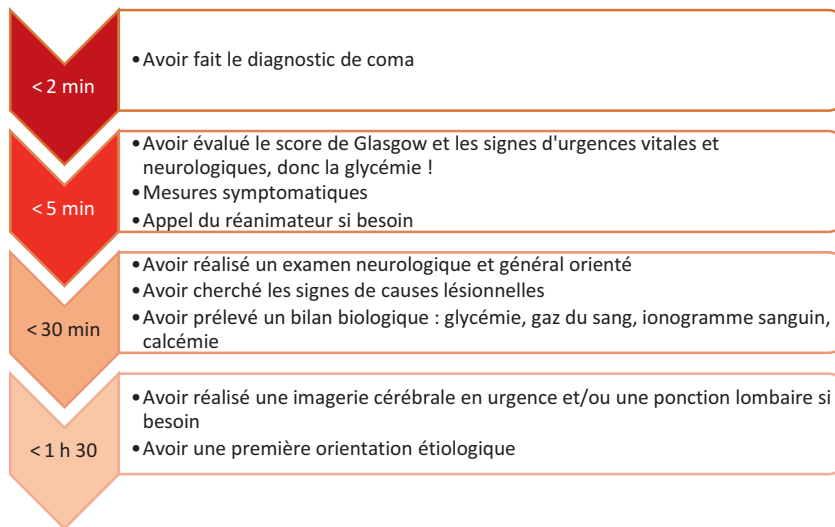 < 2 min
•Avoir fait le diagnostic de coma
< 5 min
•Avoir évalué le score de Glasgow et les signes d'urgences vitales et
neurologiques, donc la glycémie !
•Mesures symptomatiques
•Appel du réanimateur si besoin
< 30 min
•Avoir réalisé un examen neurologique et général orienté
•Avoir cherché les signes de causes lésionnelles
•Avoir prélevé un bilan biologique : glycémie, gaz du sang, ionogramme sanguin,
calcémie
< 1 h 30
•Avoir réalisé une imagerie cérébrale en urgence et/ou une ponction lombaire si
besoin
•Avoir une première orientation étiologique